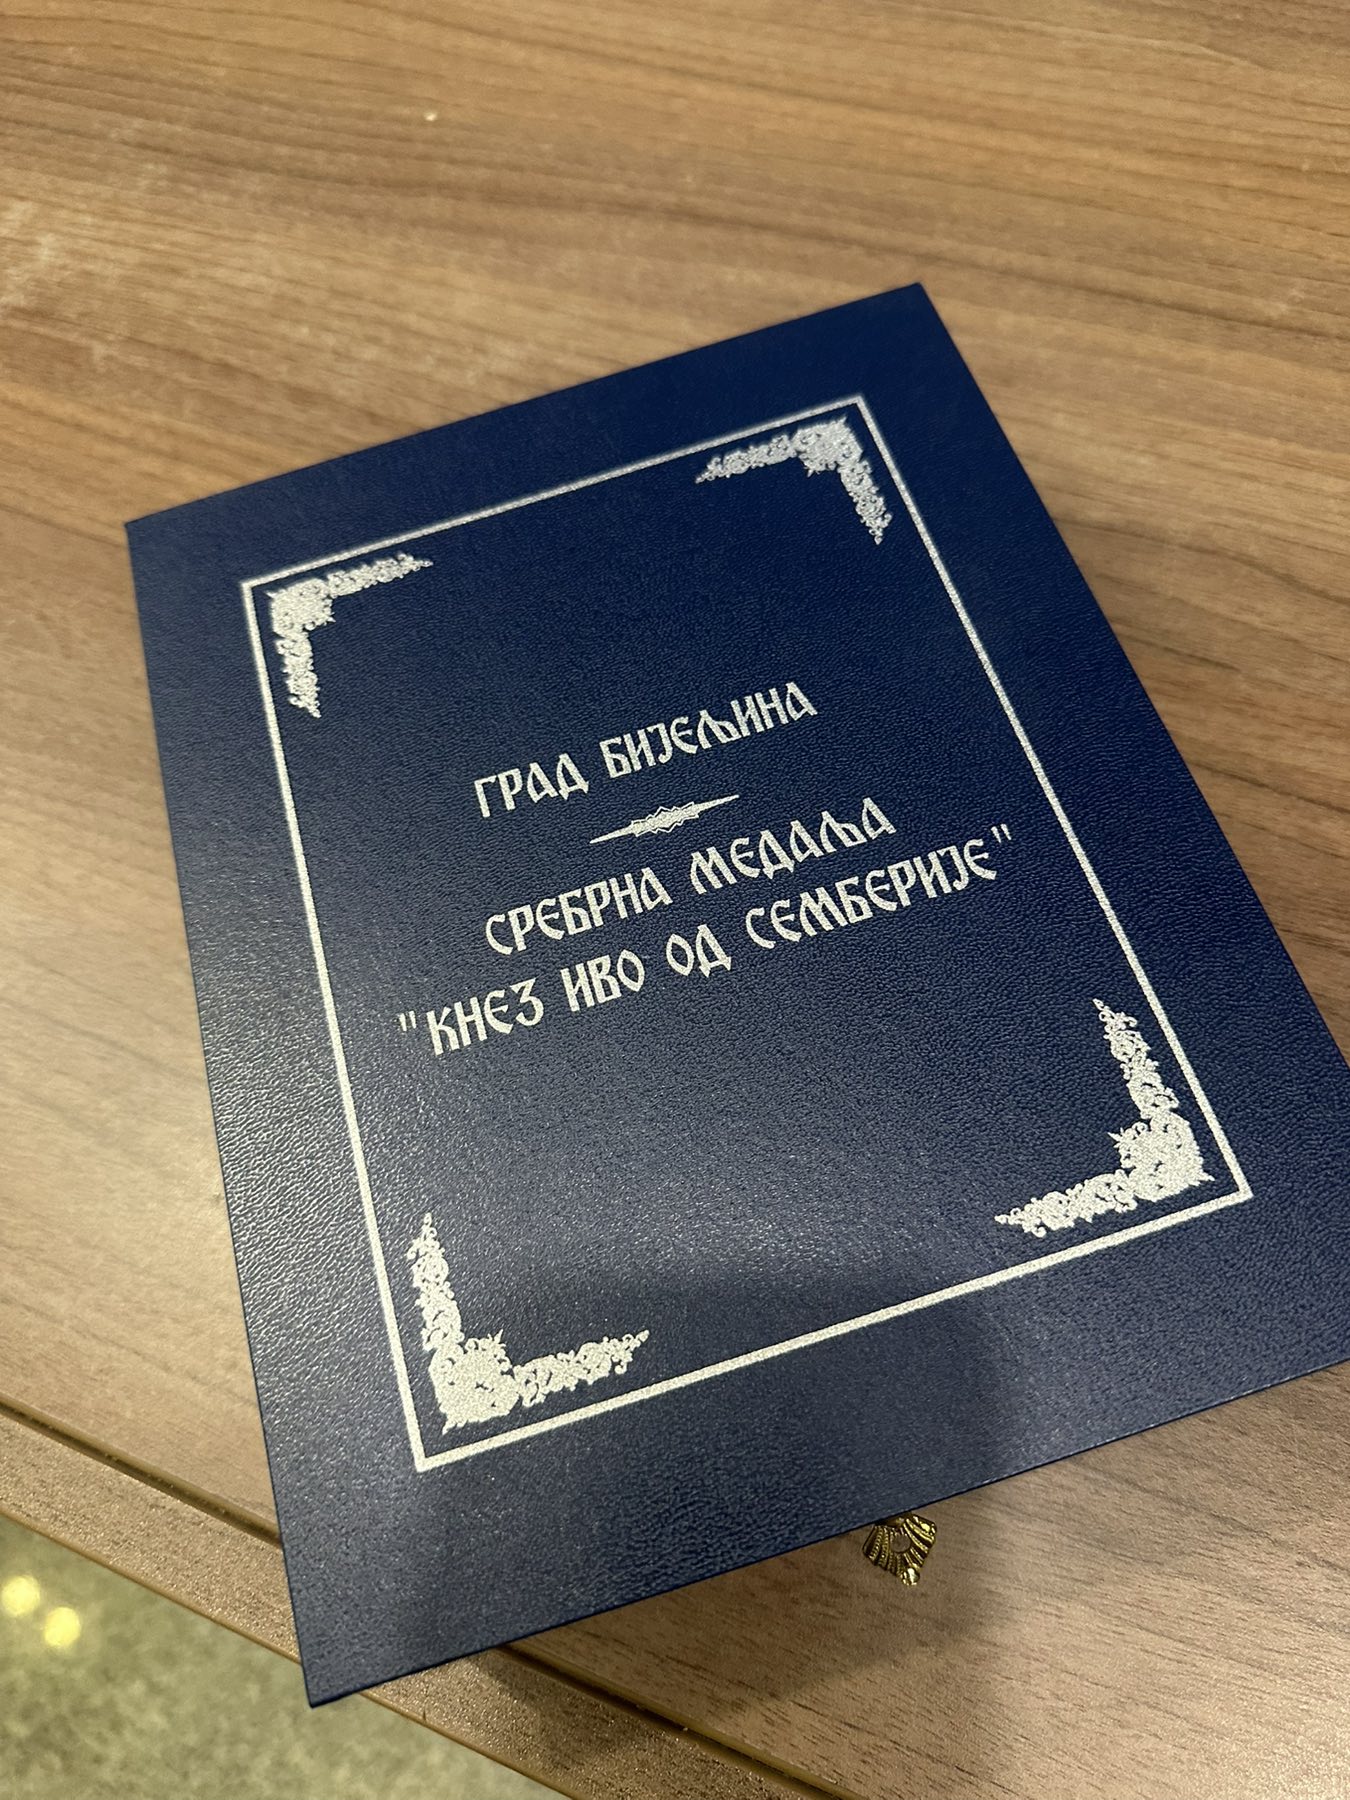 ГРАД БИЈЕЉИНА
СРЕБРНА МЕДАЉА
"КНЕЗ ИВО ОД СЕМБЕРИЈЕ"